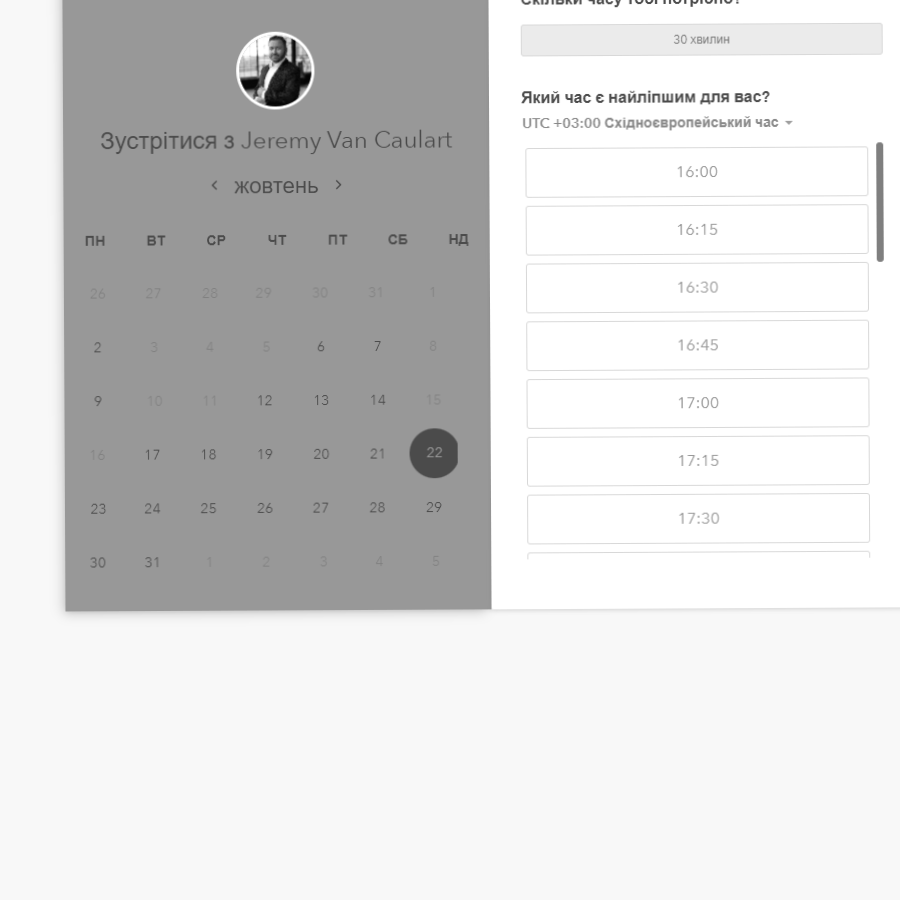 Зустрітися з Jeremy Van Caulart
жовтень
ПН ВТ СР ЧТ ПТ СБ НД
26 27 28 29 30 31 1
2 3 4 5 6 7 8
9 10 11 12 13 14 15
16 17 18 19 20 21 22
23 24 25 26 27 28 29
30 31 1 2 3 4 5
Скільки часу тобі потрібно?
30 хвилин
Який час є найліпшим для вас?
UTC +03:00 Східноєвропейський час
16:00
16:15
16:30
16:45
17:00
17:15
17:30